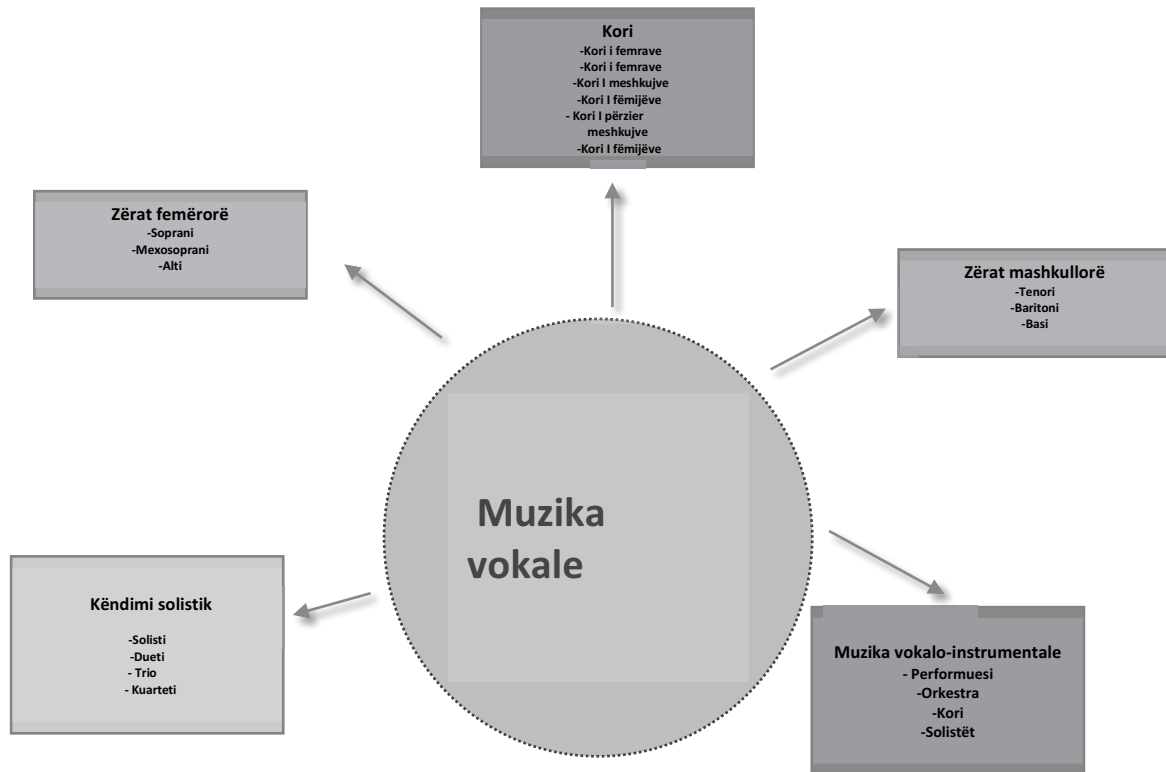 Kori
-Kori i femrave
-Kori i femrave
-Kori I meshkujve
-Kori I fëmijëve
- Kori I përzier
meshkujve
-Kori I fëmijëve
Zërat femërorë
-Soprani
-Mexosoprani
-Alti
Zërat mashkullorë
-Tenori
-Baritoni
-Basi
Muzika
vokale
Këndimi solistik
-Solisti
-Dueti
- Trio
- Kuarteti
Muzika vokalo-instrumentale
- Performuesi
-Orkestra
-Kori
-Solistët